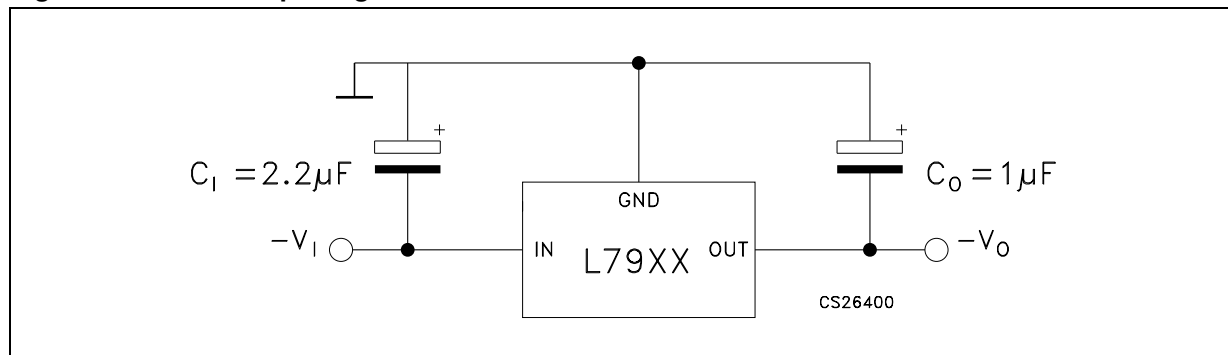 +
+
C_I = 2.2µF
C_O = 1µF
GND
-V_I
IN
OUT
-V_O
L79XX
CS26400